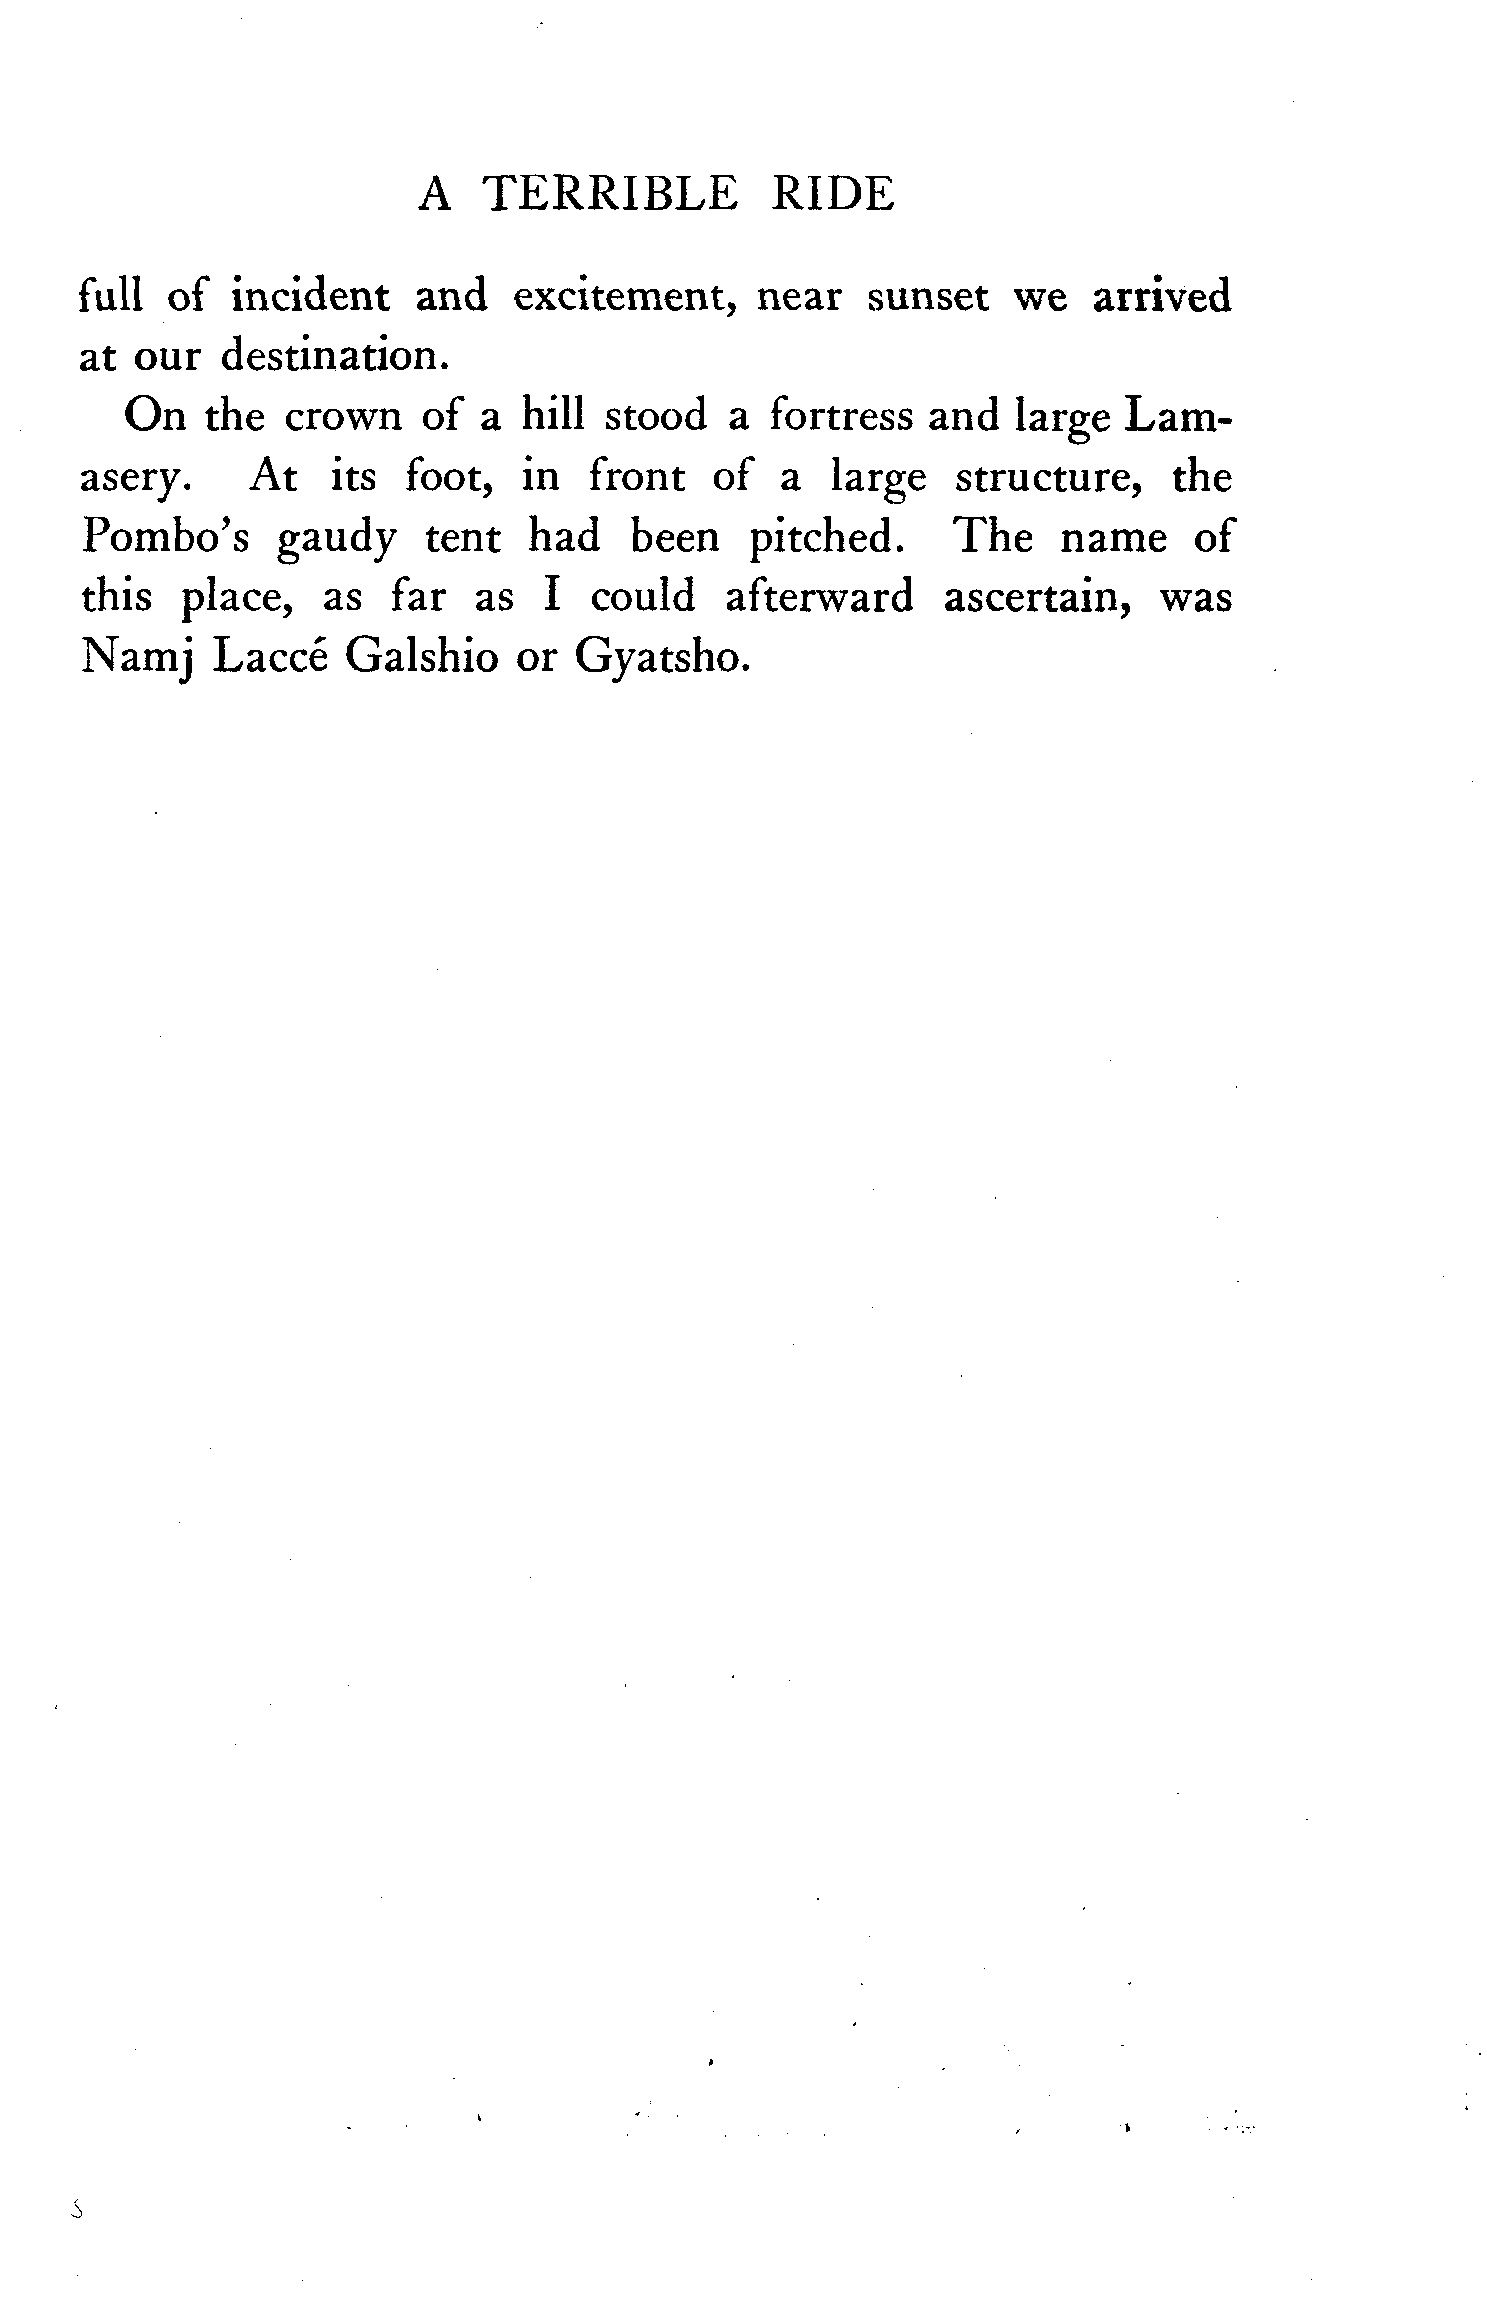 A TERRIBLE RIDE
full of incident and excitement, near sunset we arrived
at our destination.
On the crown of a hill stood a fortress and large Lam-
asery. At its foot, in front of a large structure, the
Pombo's gaudy tent had been pitched. The name of
this place, as far as I could afterward ascertain, was
Namj Laccé Galshio or Gyatsho.